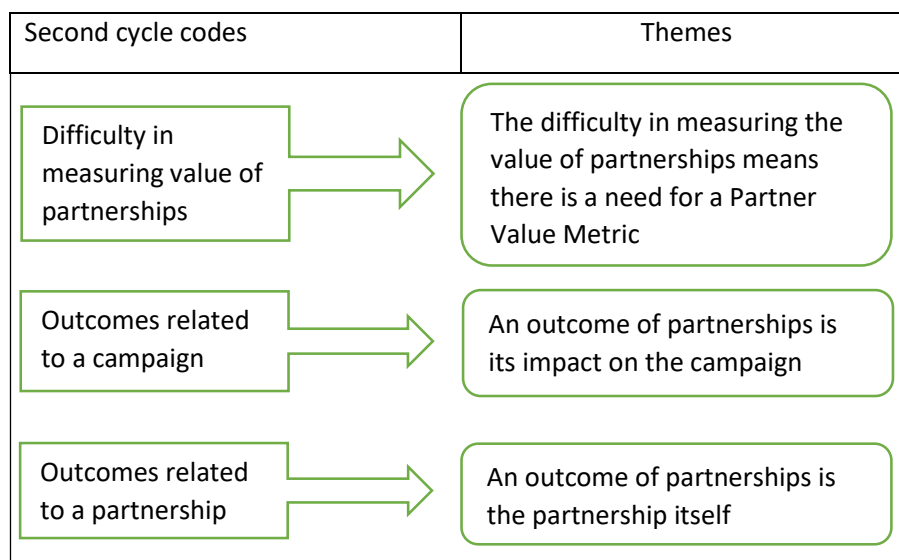 Second cycle codes
Themes
Difficulty in
measuring value of
partnerships
The difficulty in measuring the
value of partnerships means
there is a need for a Partner
Value Metric
Outcomes related
to a campaign
An outcome of partnerships is
its impact on the campaign
Outcomes related
to a partnership
An outcome of partnerships is
the partnership itself